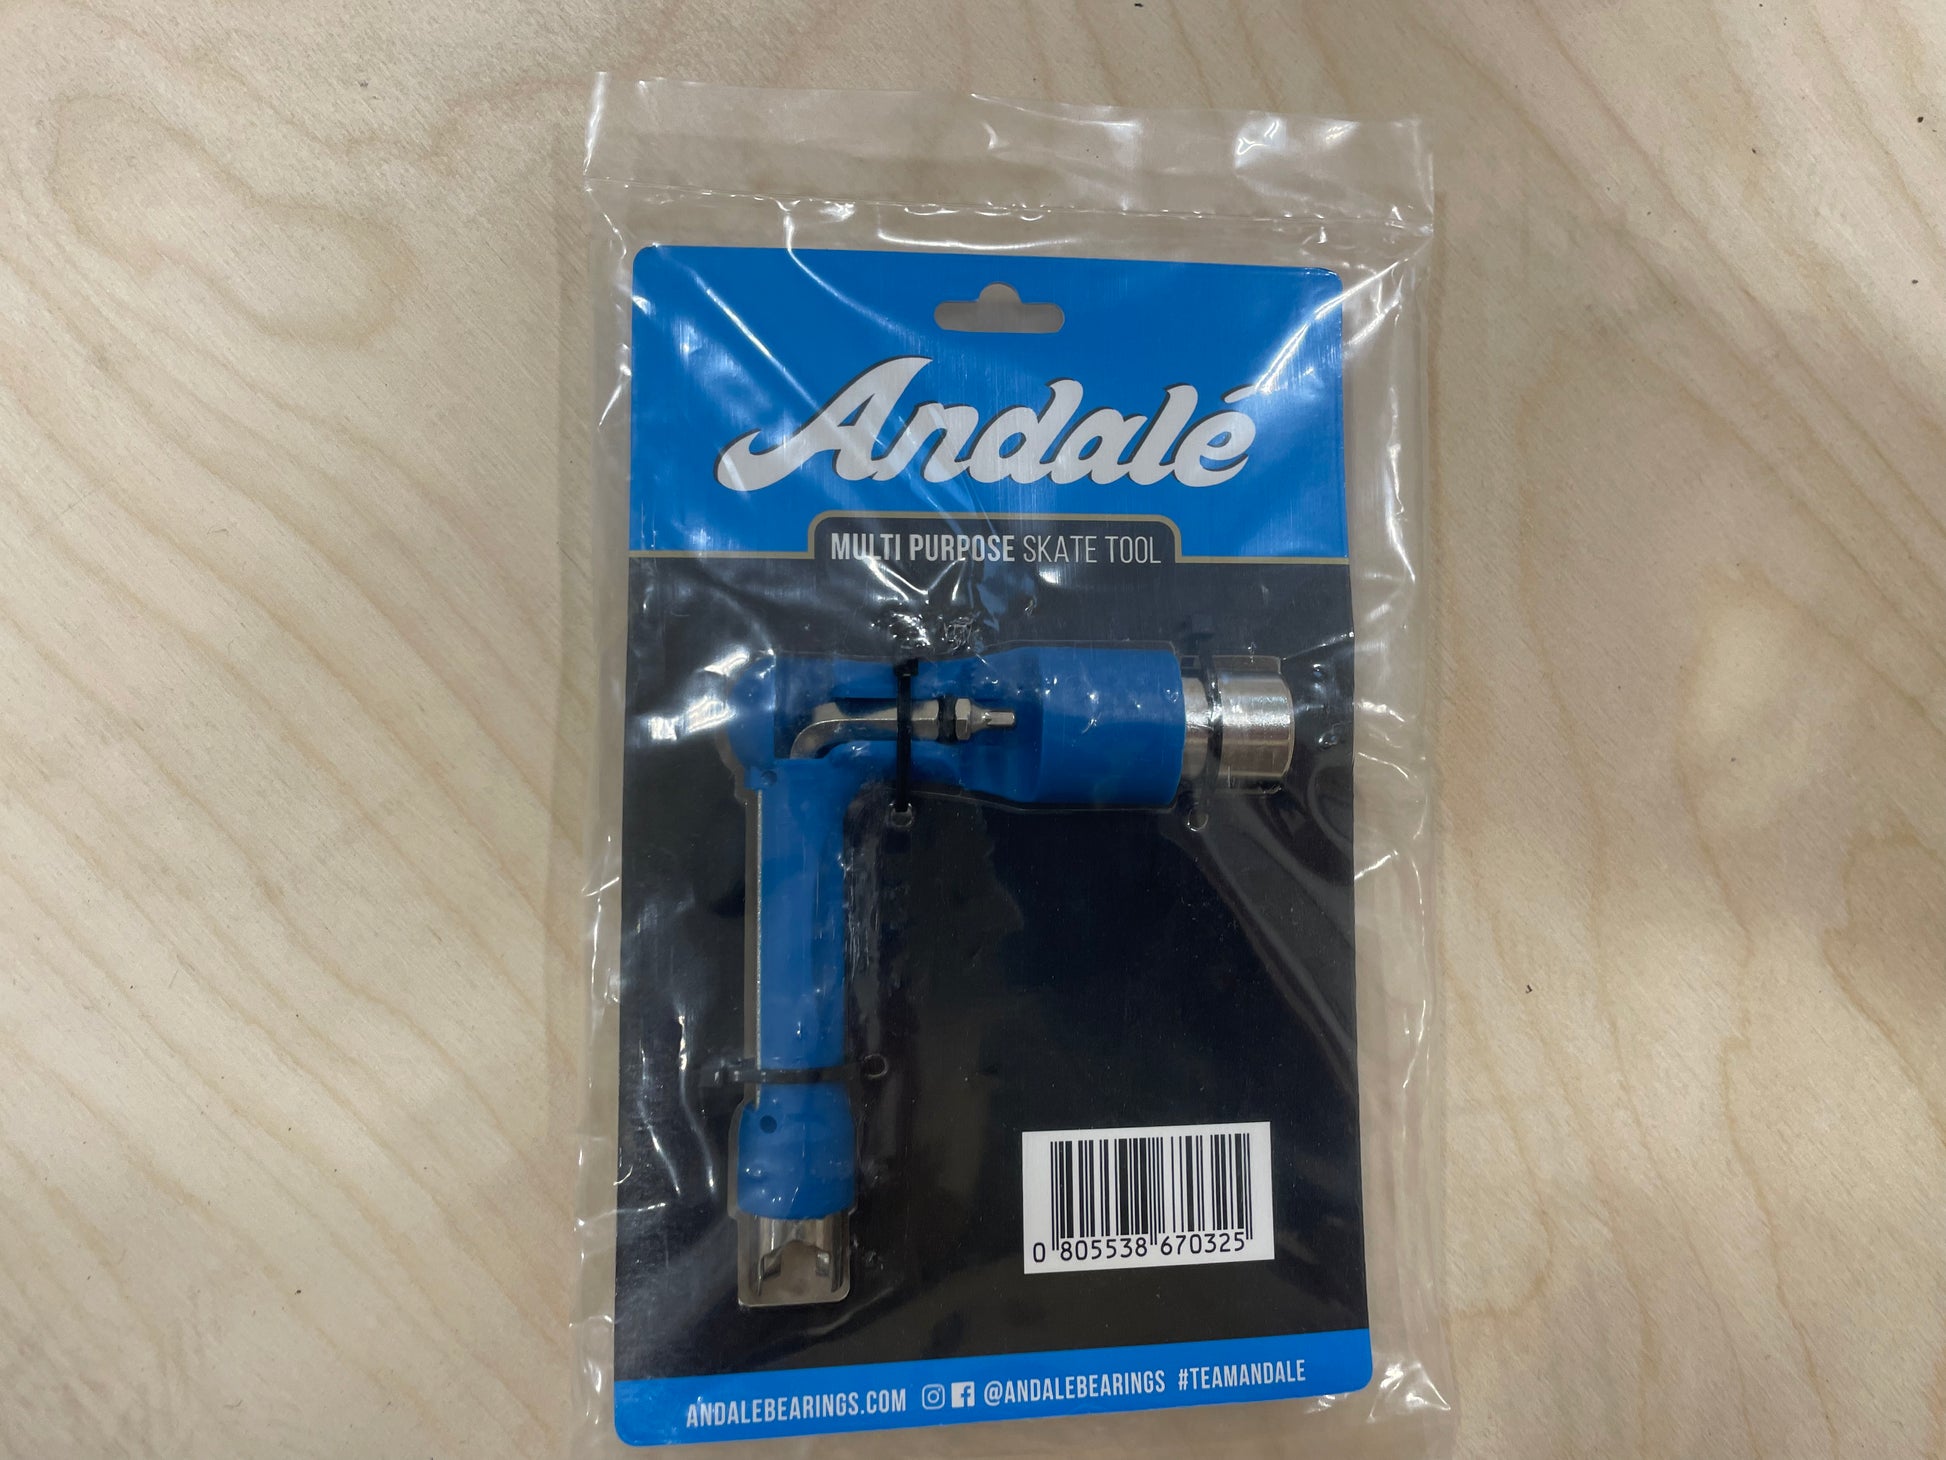 Andalé
MULTI PURPOSE SKATE TOOL
0 805538 670325
ANDALEBEARINGS.COM @ANDALEBEARINGS #TEAMANDALE